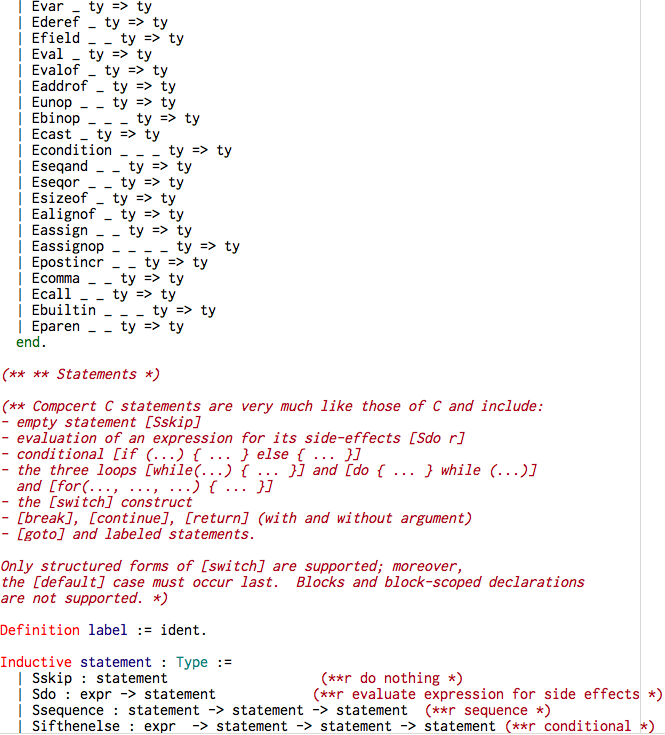 | Evar _ ty => ty
| Ederef _ ty => ty
| Efield _ _ ty => ty
| Eval _ ty => ty
| Evalof _ ty => ty
| Eaddrof _ ty => ty
| Eunop _ _ ty => ty
| Ebinop _ _ _ ty => ty
| Ecast _ ty => ty
| Econdition _ _ _ ty => ty
| Eseqand _ _ ty => ty
| Eseqor _ _ ty => ty
| Esizeof _ ty => ty
| Ealignof _ ty => ty
| Eassign _ _ ty => ty
| Eassignop _ _ _ _ ty => ty
| Epostincr _ _ ty => ty
| Ecomma _ _ ty => ty
| Ecall _ _ ty => ty
| Ebuiltin _ _ _ ty => ty
| Eparen _ _ ty => ty
end.
(** ** Statements *)
(** Compcert C statements are very much like those of C and include:
- empty statement [Sskip]
- evaluation of an expression for its side-effects [Sdo r]
- conditional [if (...) { ... } else { ... }]
- the three loops [while(...) { ... }] and [do { ... } while (...)]
and [for(..., ..., ...) { ... }]
- the [switch] construct
- [break], [continue], [return] (with and without argument)
- [goto] and labeled statements.
Only structured forms of [switch] are supported; moreover,
the [default] case must occur last.  Blocks and block-scoped declarations
are not supported. *)
Definition label := ident.
Inductive statement : Type :=
| Sskip : statement (**r do nothing *)
| Sdo : expr -> statement (**r evaluate expression for side effects *)
| Ssequence : statement -> statement -> statement (**r sequence *)
| Sifthenelse : expr  -> statement -> statement -> statement (**r conditional *)